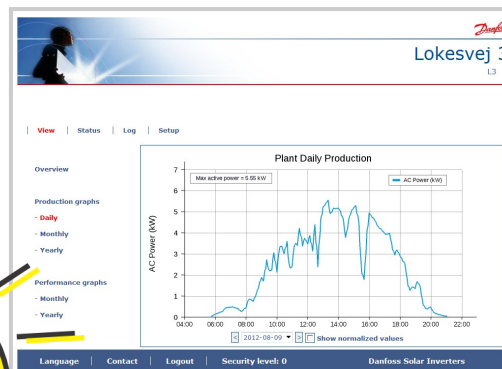 Lokesvej
L3
View | Status | Log | Setup
Overview
Production graphs
- Daily
- Monthly
- Yearly
Performance graphs
- Monthly
- Yearly
Plant Daily Production
Max active power = 5.55 kW
AC Power (kW)
AC Power (kW)
7
6
5
4
3
2
1
0
04:00 06:00 08:00 10:00 12:00 14:00 16:00 18:00 20:00 22:00
< 2012-08-09 > Show normalized values
Language | Contact | Logout | Security level: 0 Danfoss Solar Inverters